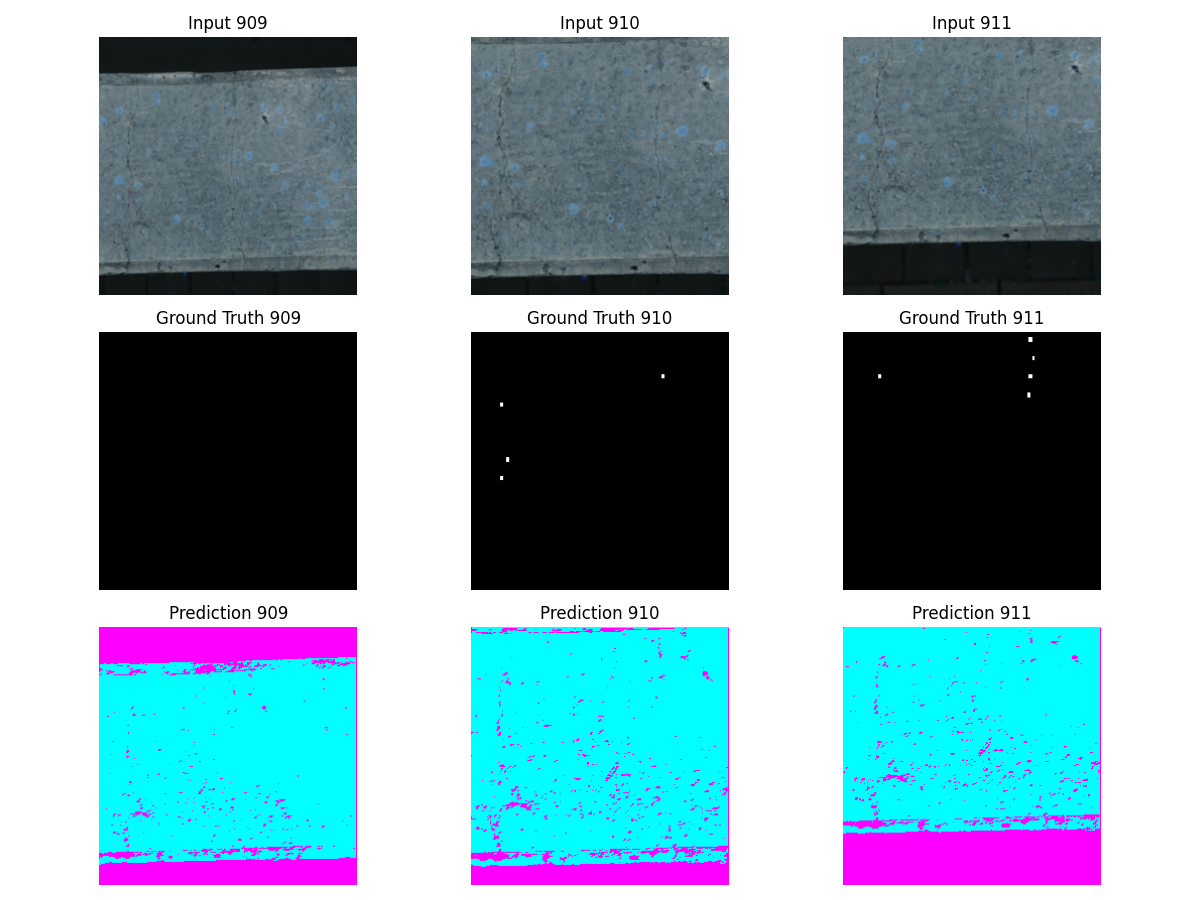 Input 909
Input 910
Input 911
Ground Truth 909
Ground Truth 910
Ground Truth 911
Prediction 909
Prediction 910
Prediction 911